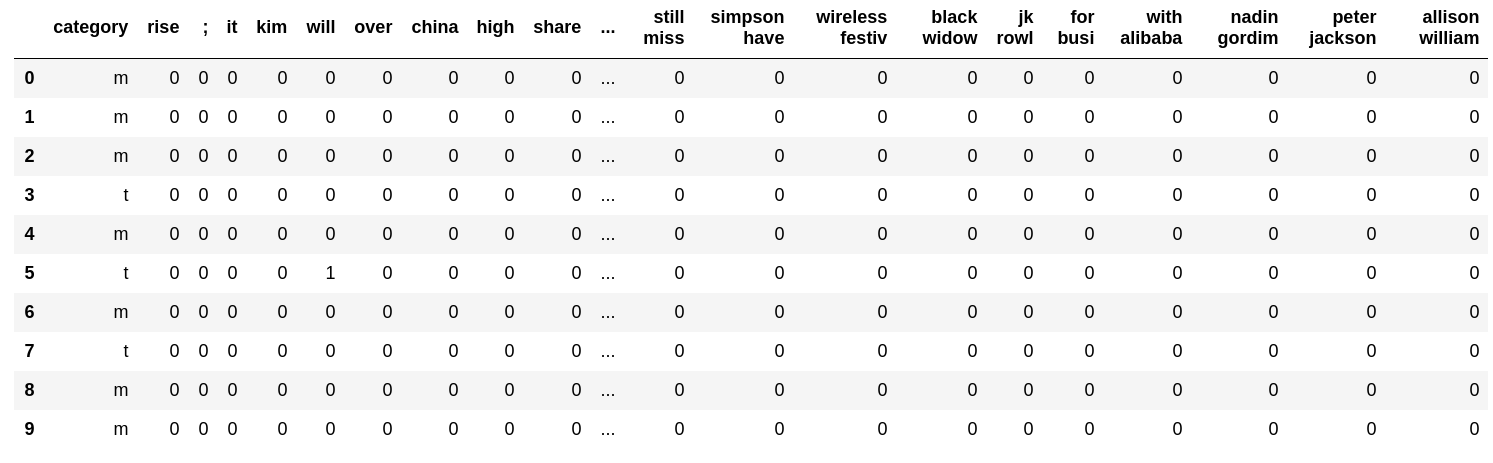 category rise ; it kim will over china high share ... still miss simpson have wireless festiv black widow jk rowl for busi with alibaba nadin gordim peter jackson allison william
0 m 0 0 0 0 0 0 0 0 0 ... 0 0 0 0 0 0 0 0 0 0
1 m 0 0 0 0 0 0 0 0 0 ... 0 0 0 0 0 0 0 0 0 0
2 m 0 0 0 0 0 0 0 0 0 ... 0 0 0 0 0 0 0 0 0 0
3 t 0 0 0 0 0 0 0 0 0 ... 0 0 0 0 0 0 0 0 0 0
4 m 0 0 0 0 0 0 0 0 0 ... 0 0 0 0 0 0 0 0 0 0
5 t 0 0 0 0 1 0 0 0 0 ... 0 0 0 0 0 0 0 0 0 0
6 m 0 0 0 0 0 0 0 0 0 ... 0 0 0 0 0 0 0 0 0 0
7 t 0 0 0 0 0 0 0 0 0 ... 0 0 0 0 0 0 0 0 0 0
8 m 0 0 0 0 0 0 0 0 0 ... 0 0 0 0 0 0 0 0 0 0
9 m 0 0 0 0 0 0 0 0 0 ... 0 0 0 0 0 0 0 0 0 0